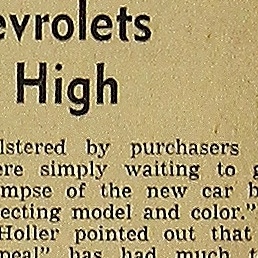 evrolets
High
lstered by purchasers
ere simply waiting to g
mpse of the new car b
ecting model and color."
Holler pointed out that
peal" has had much t